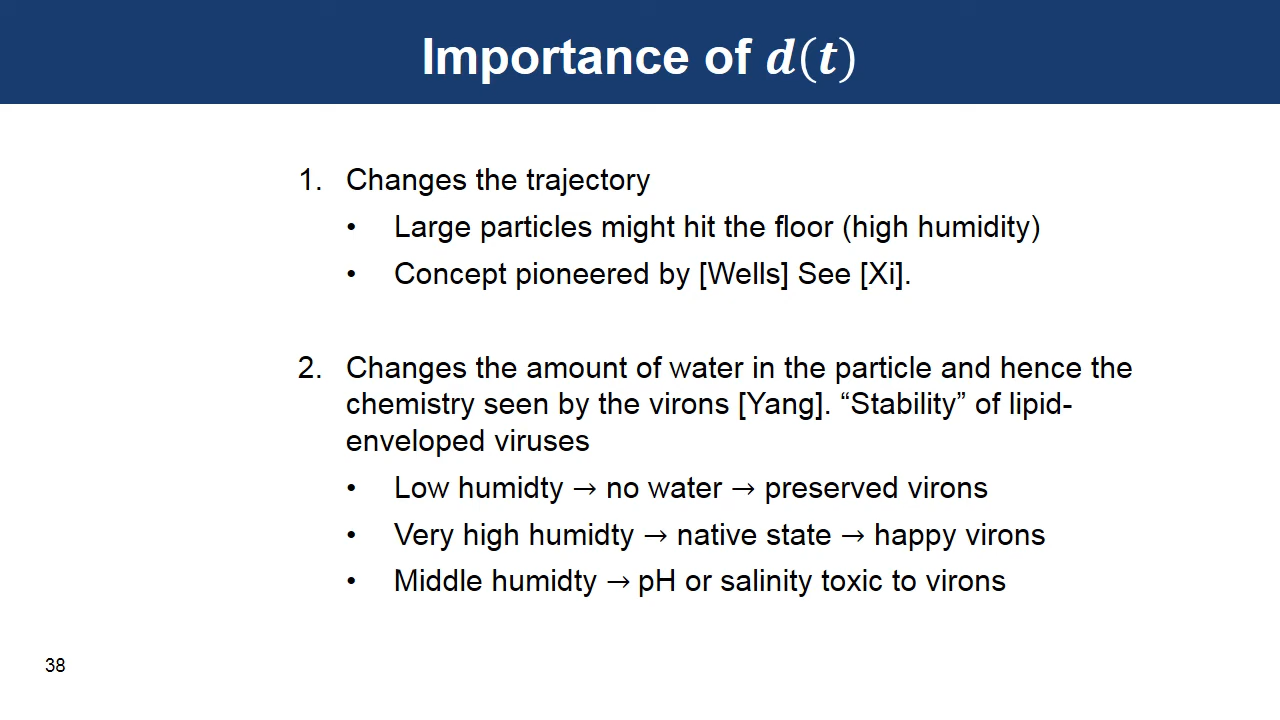 Importance of 𝒅(𝒕)
1. Changes the trajectory
• Large particles might hit the floor (high humidity)
• Concept pioneered by [Wells] See [Xi].
2. Changes the amount of water in the particle and hence the
chemistry seen by the virons [Yang]. “Stability” of lipid-
enveloped viruses
• Low humidty → no water → preserved virons
• Very high humidty → native state → happy virons
• Middle humidty → pH or salinity toxic to virons
38